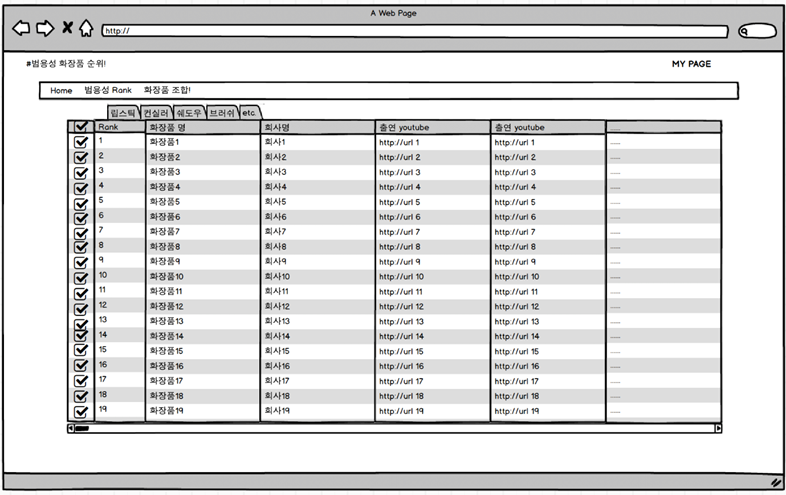 A Web Page
http://
#범용성 화장품 순위!
MY PAGE
Home 범용성 Rank 화장품 조합!
립스틱 컨실러 쉐도우 브러쉬 etc
Rank 화장품 명 회사명 출연 youtube 출연 youtube ......
1 화장품1 회사1 http://url 1 http://url 1 ......
2 화장품2 회사2 http://url 2 http://url 2 ......
3 화장품3 회사3 http://url 3 http://url 3 ......
4 화장품4 회사4 http://url 4 http://url 4 ......
5 화장품5 회사5 http://url 5 http://url 5 ......
6 화장품6 회사6 http://url 6 http://url 6 ......
7 화장품7 회사7 http://url 7 http://url 7 ......
8 화장품8 회사8 http://url 8 http://url 8 ......
9 화장품9 회사9 http://url 9 http://url 9 ......
10 화장품10 회사10 http://url 10 http://url 10 ......
11 화장품11 회사11 http://url 11 http://url 11 ......
12 화장품12 회사12 http://url 12 http://url 12 ......
13 화장품13 회사13 http://url 13 http://url 13 ......
14 화장품14 회사14 http://url 14 http://url 14 ......
15 화장품15 회사15 http://url 15 http://url 15 ......
16 화장품16 회사16 http://url 16 http://url 16 ......
17 화장품17 회사17 http://url 17 http://url 17 ......
18 화장품18 회사18 http://url 18 http://url 18 ......
19 화장품19 회사19 http://url 19 http://url 19 ......